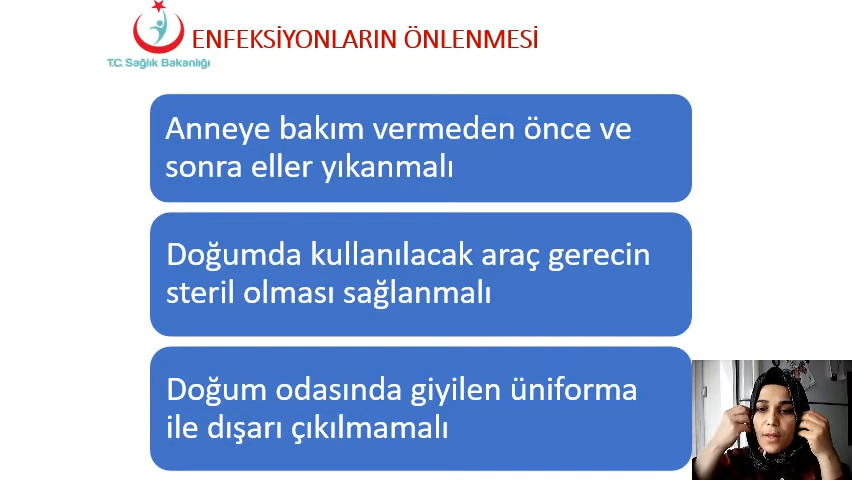 ENFEKSİYONLARIN ÖNLENMESİ
T.C. Sağlık Bakanlığı
Anneye bakım vermeden önce ve
sonra eller yıkanmalı
Doğumda kullanılacak araç gerecin
steril olması sağlanmalı
Doğum odasında giyilen üniforma
ile dışarı çıkılmamalı